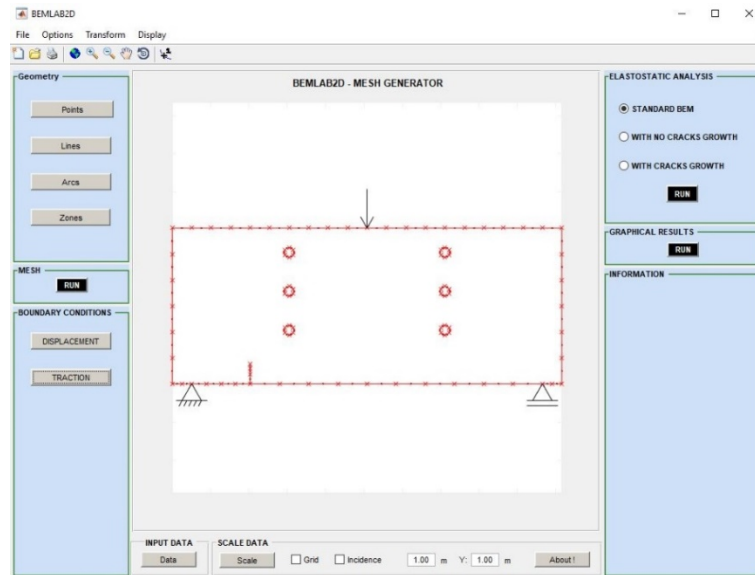 BEMLAB2D
File Options Transform Display
Geometry
Points
Lines
Arcs
Zones
MESH
RUN
BOUNDARY CONDITIONS
DISPLACEMENT
TRACTION
BEMLAB2D - MESH GENERATOR
INPUT DATA
Data
SCALE DATA
Scale
Grid
Incidence
1.00 m Y: 1.00 m
About !
ELASTOSTATIC ANALYSIS
STANDARD BEM
WITH NO CRACKS GROWTH
WITH CRACKS GROWTH
RUN
GRAPHICAL RESULTS
RUN
INFORMATION